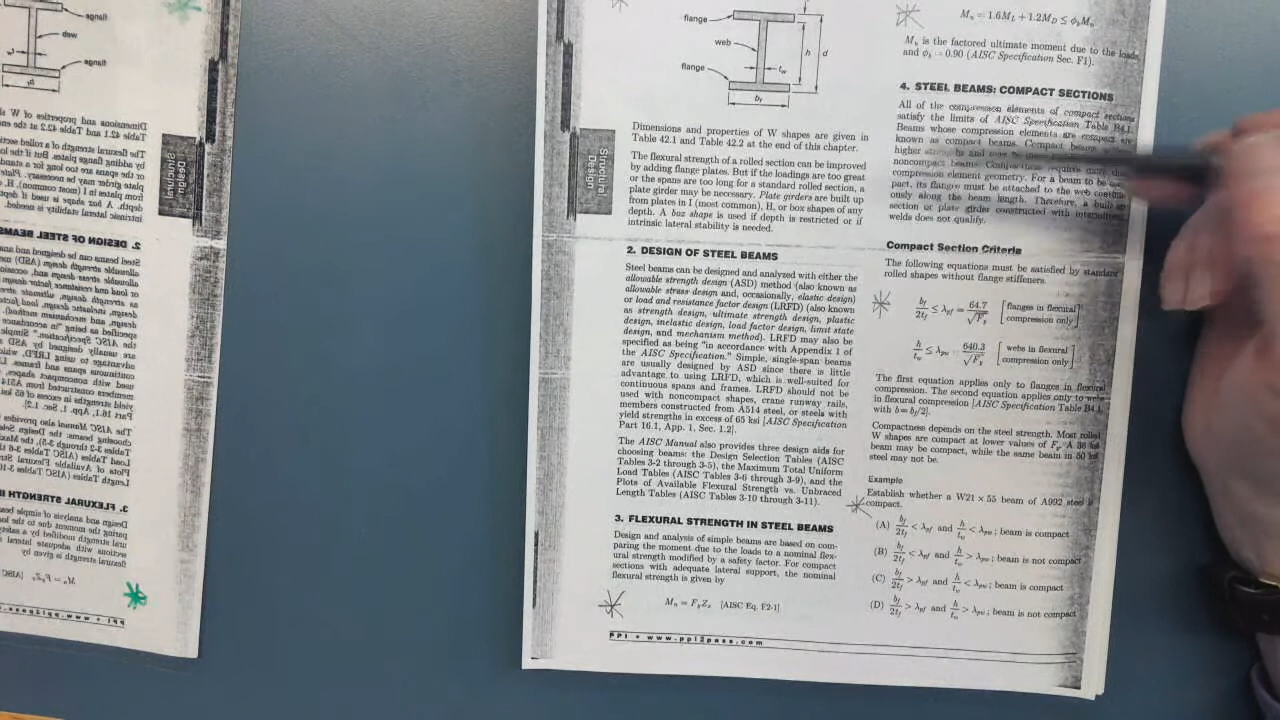 flange
web
flange
h
d
t_w
b_f
Dimensions and properties of W shapes are given in
Table 42.1 and Table 42.2 at the end of this chapter.
The flexural strength of a rolled section can be improved
by adding flange plates. But if the loadings are too great
or the spans are too long for a standard rolled section, a
plate girder may be necessary. Plate girders are built up
from plates in I (most common), H, or box shapes of any
depth. A box shape is used if depth is restricted or if
intrinsic lateral stability is needed.
Structural
Design
2. DESIGN OF STEEL BEAMS
Steel beams can be designed and analyzed with either the
allowable strength design (ASD) method (also known as
allowable stress design and, occasionally, elastic design)
or load and resistance factor design (LRFD) (also known
as strength design, ultimate strength design, plastic
design, inelastic design, load factor design, limit state
design, and mechanism method). LRFD may also be
specified as being "in accordance with Appendix 1 of
the AISC Specification." Simple, single-span beams
are usually designed by ASD since there is little
advantage to using LRFD, which is well-suited for
continuous spans and frames. LRFD should not be
used with noncompact shapes, crane runway rails,
members constructed from A514 steel, or steels with
yield strengths in excess of 65 ksi [AISC Specification
Part 16.1, App. 1, Sec. 1.2].
The AISC Manual also provides three design aids for
choosing beams: the Design Selection Tables (AISC
Tables 3-2 through 3-5), the Maximum Total Uniform
Load Tables (AISC Tables 3-6 through 3-9), and the
Plots of Available Flexural Strength vs. Unbraced
Length Tables (AISC Tables 3-10 through 3-11).
3. FLEXURAL STRENGTH IN STEEL BEAMS
Design and analysis of simple beams are based on com-
paring the moment due to the loads to a nominal flex-
ural strength modified by a safety factor. For compact
sections with adequate lateral support, the nominal
flexural strength is given by
M_n = F_y Z_x [AISC Eq. F2-1]
PPI • www.ppi2pass.com
M_u = 1.6M_L + 1.2M_D ≤ ϕ_b M_n
M_u is the factored ultimate moment due to the loads,
and ϕ_b = 0.90 (AISC Specification Sec. F1).
4. STEEL BEAMS: COMPACT SECTIONS
All of the compression elements of compact sections
satisfy the limits of AISC Specification Table B4.1.
Beams whose compression elements are compact are
known as compact beams. Compact beams
higher and may be
noncompact beams. Compactness requires more than
compression element geometry. For a beam to be com-
pact, its flanges must be attached to the web continu-
ously along the beam length. Therefore, a built-up
section or plate girder constructed with intermittent
welds does not qualify.
Compact Section Criteria
The following equations must be satisfied by standard
rolled shapes without flange stiffeners.
b_f/2t_f ≤ λ_pf = 64.7/√F_y [flanges in flexural compression only]
h/t_w ≤ λ_pw = 640.3/√F_y [webs in flexural compression only]
The first equation applies only to flanges in flexural
compression. The second equation applies only to webs
in flexural compression [AISC Specification Table B4.1,
with b = b_f/2].
Compactness depends on the steel strength. Most rolled
W shapes are compact at lower values of F_y. A 36 ksi
beam may be compact, while the same beam in 50 ksi
steel may not be.
Example
Establish whether a W21 × 55 beam of A992 steel is
compact.
(A) b_f/2t_f < λ_pf and h/t_w < λ_pw; beam is compact
(B) b_f/2t_f < λ_pf and h/t_w > λ_pw; beam is not compact
(C) b_f/2t_f > λ_pf and h/t_w < λ_pw; beam is compact
(D) b_f/2t_f > λ_pf and h/t_w > λ_pw; beam is not compact